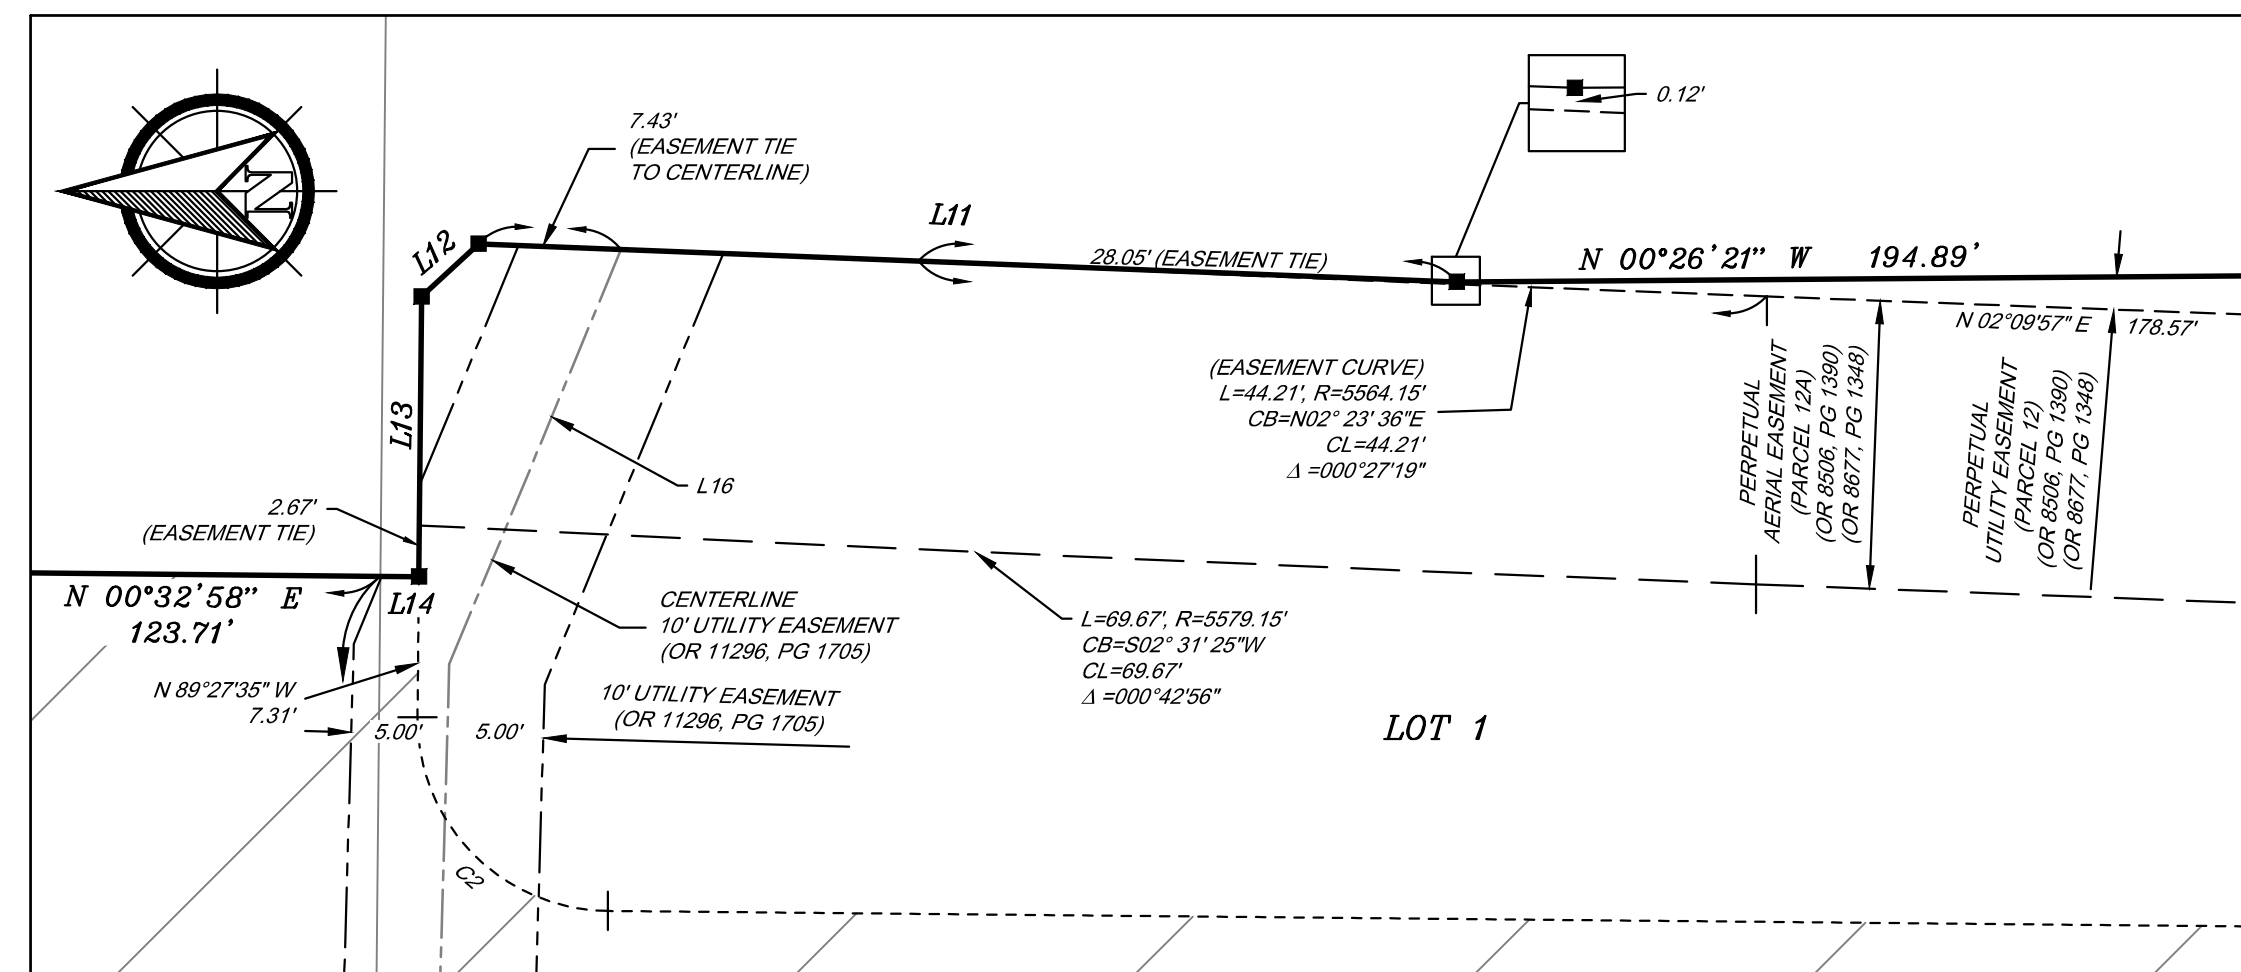 N
7.43'
(EASEMENT TIE
TO CENTERLINE)
0.12'
L11
L12
28.05' (EASEMENT TIE)
N 00°26'21” W 194.89'
N 02°09'57" E 178.57'
(EASEMENT CURVE)
L=44.21', R=5564.15'
CB=N02° 23' 36"E
CL=44.21'
Δ =000°27'19"
PERPETUAL
AERIAL EASEMENT
(PARCEL 12A)
(OR 8506, PG 1390)
(OR 8677, PG 1348)
PERPETUAL
UTILITY EASEMENT
(PARCEL 12)
(OR 8506, PG 1390)
(OR 8677, PG 1348)
L13
L16
2.67'
(EASEMENT TIE)
N 00°32'58” E
123.71'
L14
CENTERLINE
10' UTILITY EASEMENT
(OR 11296, PG 1705)
L=69.67', R=5579.15'
CB=S02° 31' 25"W
CL=69.67'
Δ =000°42'56"
N 89°27'35" W
7.31'
10' UTILITY EASEMENT
(OR 11296, PG 1705)
5.00'
5.00'
LOT 1
C2